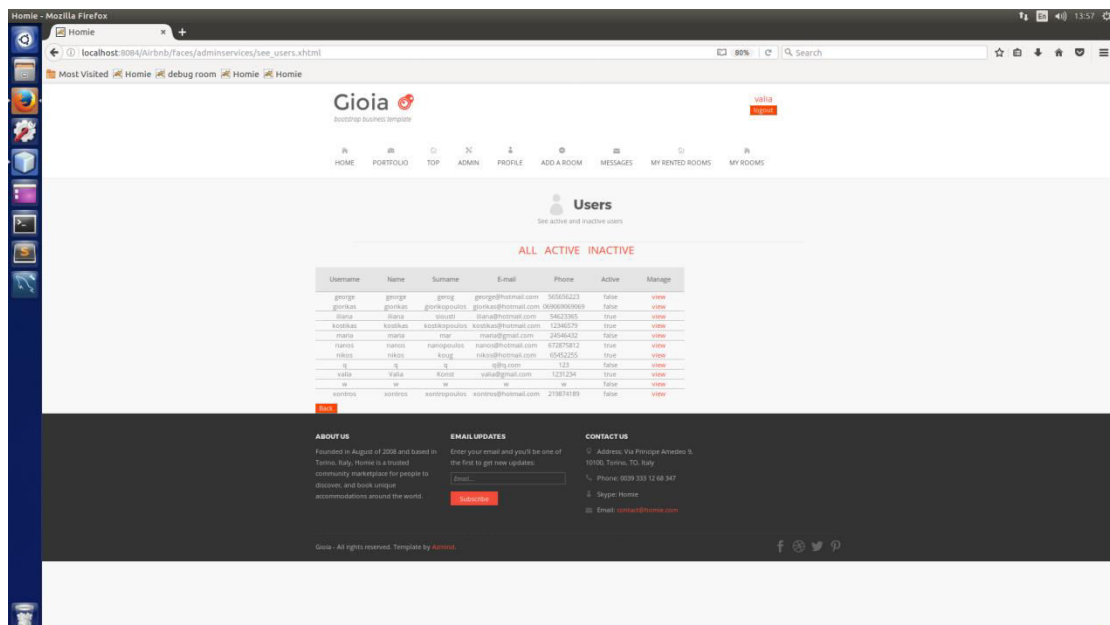 Homie - Mozilla Firefox
En 13:57
Homie
localhost:8084/Airbnb/faces/adminservices/see_users.xhtml
80%
Search
Most Visited Homie debug room Homie Homie
Gioia
bootstrap business template
valia
logout
HOME PORTFOLIO TOP ADMIN PROFILE ADD A ROOM MESSAGES MY RENTED ROOMS MY ROOMS
Users
See active and inactive users
ALL ACTIVE INACTIVE
Username Name Surname E-mail Phone Active Manage
george george gerog george@hotmail.com 565656223 false view
gionkas gionkas gionkopoulos gionkas@hotmail.com false view
iliana iliana sioudi iliana@hotmail.com 54623365 true view
kostikas kostikas kostikopoulos kostikas@hotmail.com 12346579 true view
maria maria mar maria@gmail.com 24546432 false view
nanos nanos nanopoulos nanos@hotmail.com 672875812 true view
nikos nikos koug nikos@hotmail.com 65452255 true view
q q q q@q.com 123 false view
valia Valia Konst valia@gmail.com 1231234 true view
w w w w w false view
xontros xontros xontropoulos xontros@hotmail.com 219874189 false view
Back
ABOUT US
Founded in August of 2008 and based in
Torino, Italy, Homie is a trusted
community marketplace for people to
discover, and book unique
accommodations around the world.
EMAIL UPDATES
Enter your email and you'll be one of
the first to get new updates:
Email...
Subscribe
CONTACT US
Address: Via Principe Amedeo 9,
10100, Torino, TO, Italy
Phone: 0039 333 12 68 347
Skype: Homie
Email: contact@homie.com
Gioia - All rights reserved. Template by